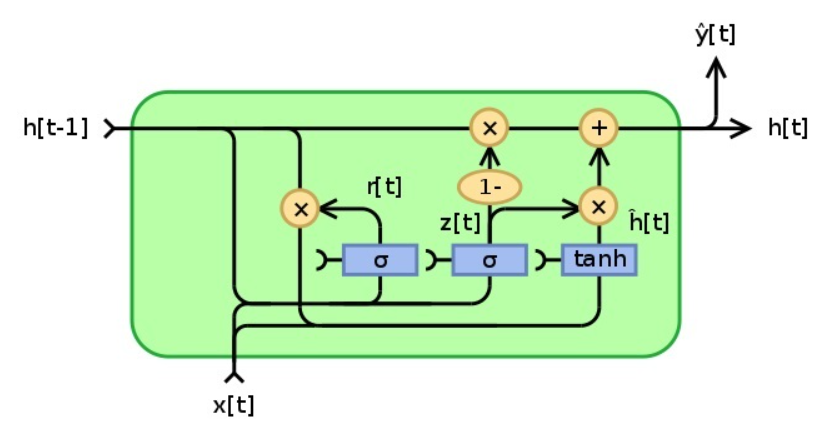 ŷ[t]
h[t-1]
×
+
h[t]
r[t]
1-
×
z[t]
×
ĥ[t]
σ
σ
tanh
x[t]